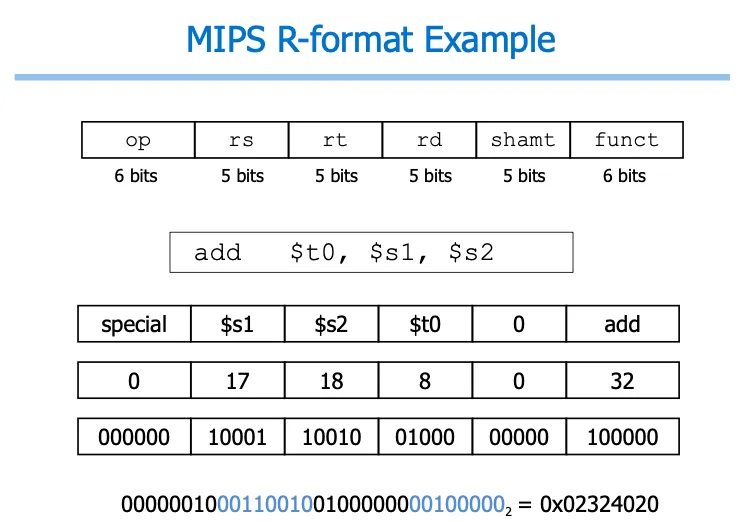 MIPS R-format Example
op rs rt rd shamt funct
6 bits 5 bits 5 bits 5 bits 5 bits 6 bits
add $t0, $s1, $s2
special $s1 $s2 $t0 0 add
0 17 18 8 0 32
000000 10001 10010 01000 00000 100000
00000010001100100100000000100000₂ = 0x02324020